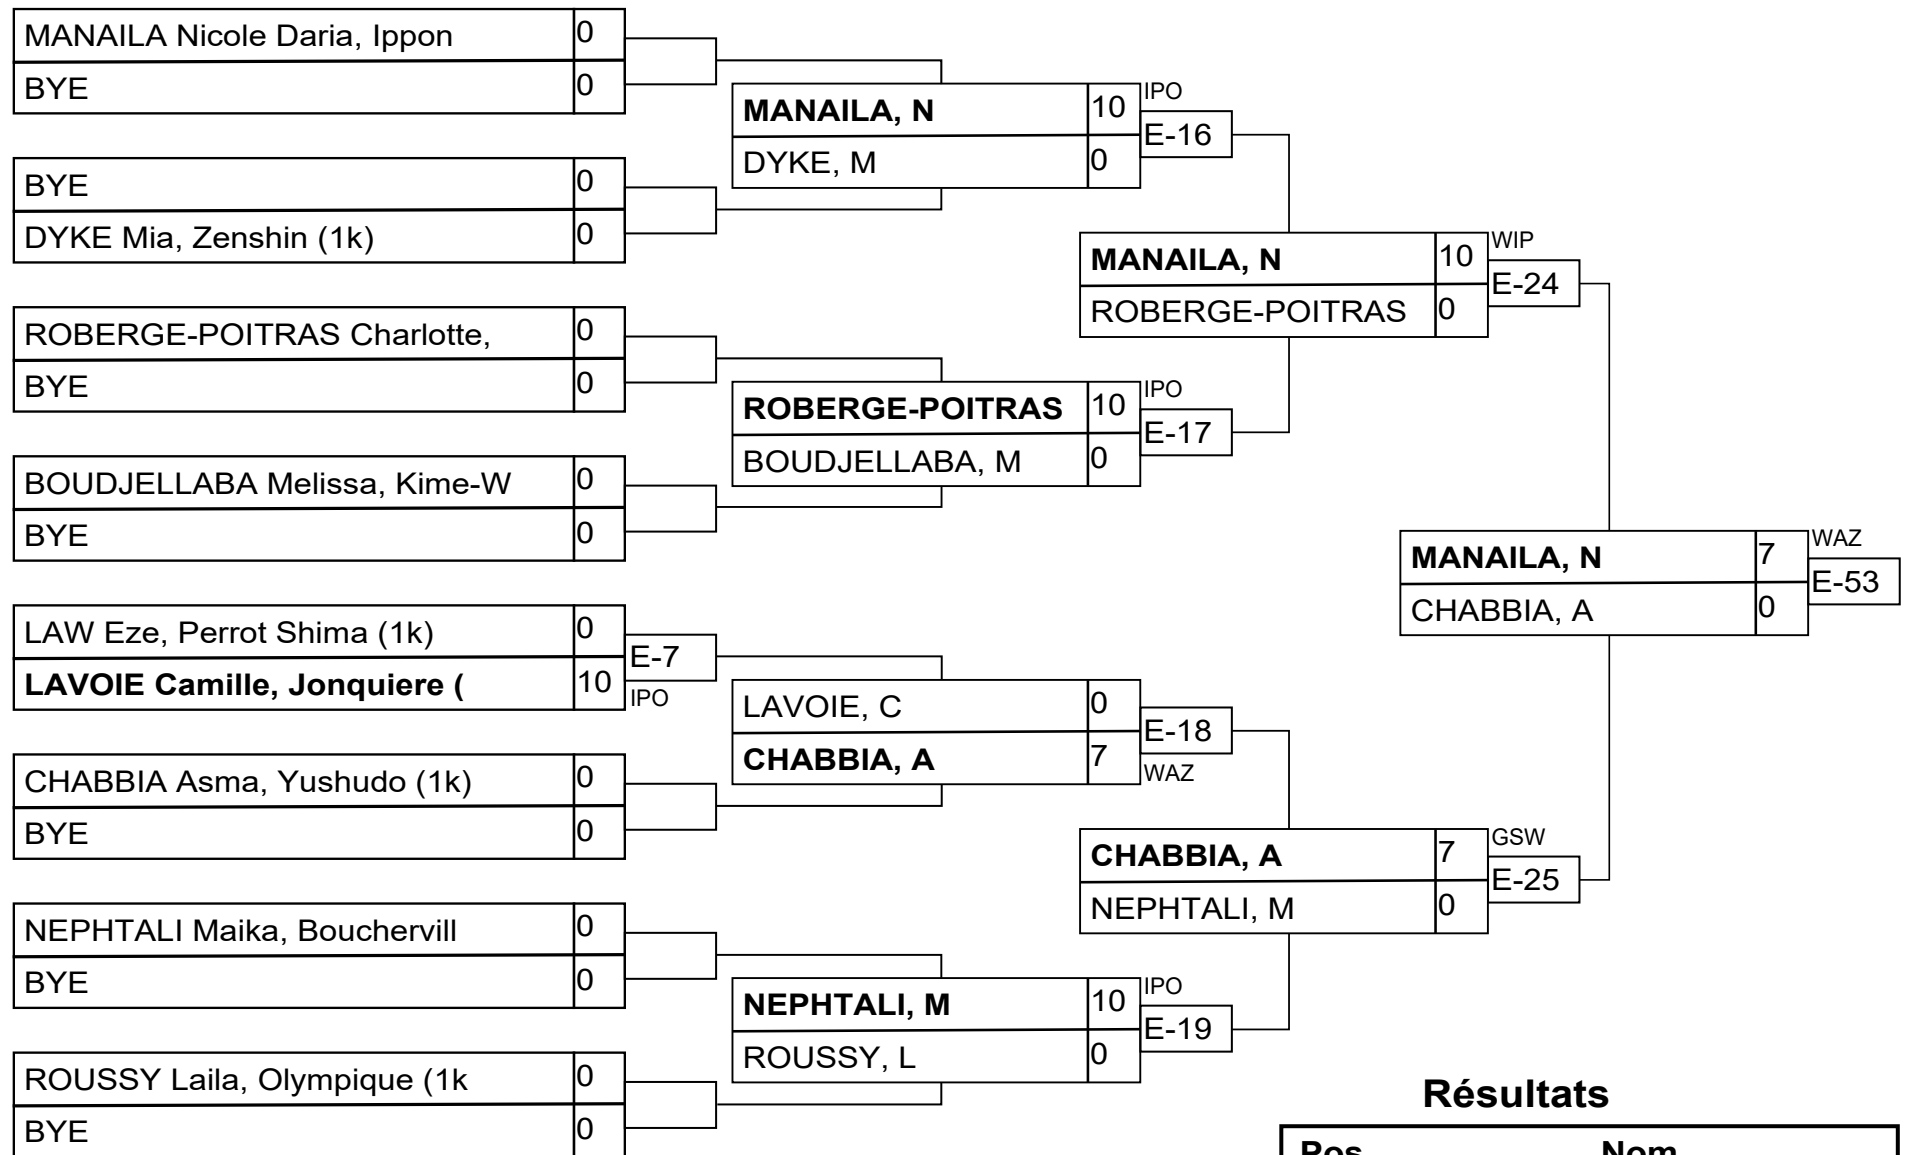 MANAILA Nicole Daria, Ippon 0
BYE 0
BYE 0
DYKE Mia, Zenshin (1k) 0
ROBERGE-POITRAS Charlotte, 0
BYE 0
BOUDJELLABA Melissa, Kime-W 0
BYE 0
LAW Eze, Perrot Shima (1k) 0
LAVOIE Camille, Jonquiere ( 10
E-7
IPO
CHABBIA Asma, Yushudo (1k) 0
BYE 0
NEPHTALI Maika, Bouchervill 0
BYE 0
ROUSSY Laila, Olympique (1k 0
BYE 0
MANAILA, N 10 IPO
E-16
DYKE, M 0
ROBERGE-POITRAS 10 IPO
E-17
BOUDJELLABA, M 0
LAVOIE, C 0
E-18
CHABBIA, A 7
WAZ
NEPHTALI, M 10 IPO
E-19
ROUSSY, L 0
MANAILA, N 10 WIP
E-24
ROBERGE-POITRAS 0
CHABBIA, A 7 GSW
E-25
NEPHTALI, M 0
MANAILA, N 7 WAZ
E-53
CHABBIA, A 0
Résultats
Pos Nom